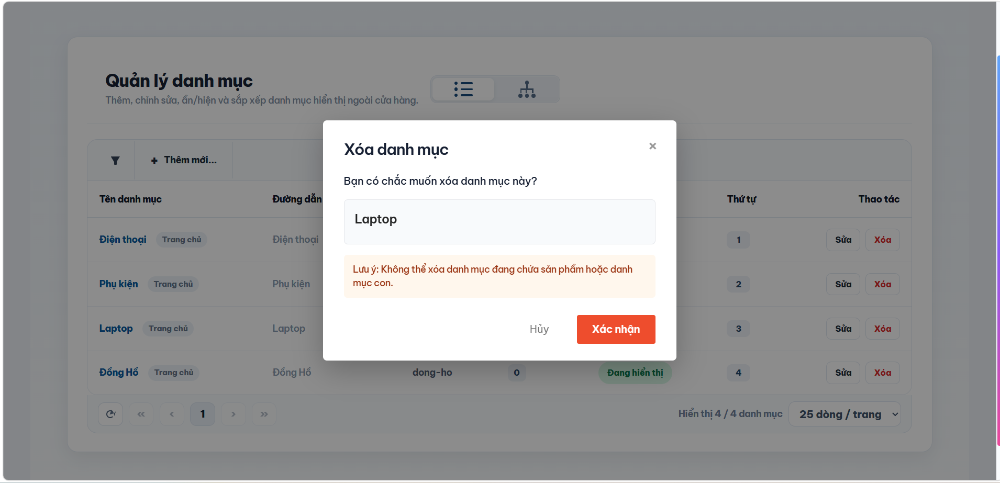 Quản lý danh mục
Thêm, chỉnh sửa, ẩn/hiện và sắp xếp danh mục hiển thị ngoài cửa hàng.
+ Thêm mới...
Tên danh mục Đường dẫn Thứ tự Thao tác
Điện thoại Trang chủ Điện thoại 1 Sửa Xóa
Phụ kiện Trang chủ Phụ kiện 2 Sửa Xóa
Laptop Trang chủ Laptop 3 Sửa Xóa
Đồng Hồ Trang chủ Đồng Hồ dong-ho 0 Đang hiển thị 4 Sửa Xóa
« ‹ 1 › » Hiển thị 4 / 4 danh mục 25 dòng / trang
Xóa danh mục ×
Bạn có chắc muốn xóa danh mục này?
Laptop
Lưu ý: Không thể xóa danh mục đang chứa sản phẩm hoặc danh
mục con.
Hủy Xác nhận